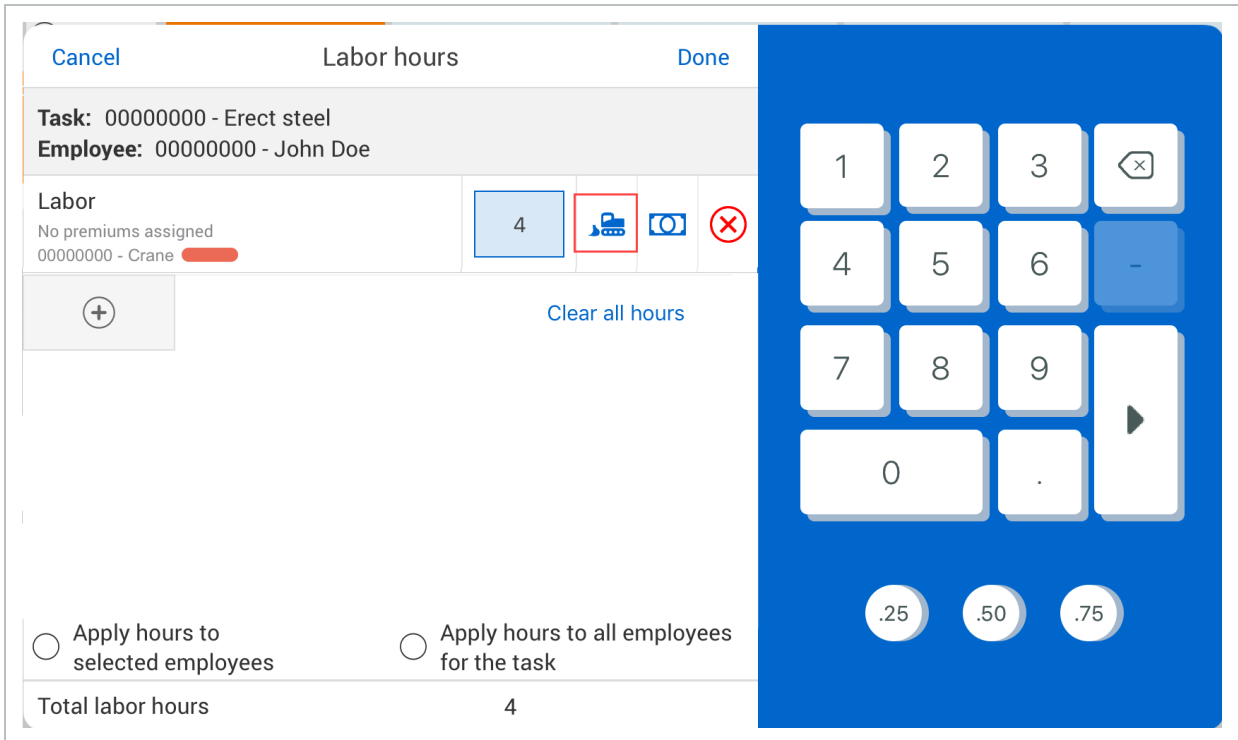 Cancel Labor hours Done
Task: 00000000 - Erect steel
Employee: 00000000 - John Doe
Labor
No premiums assigned
00000000 - Crane
4
Clear all hours
Apply hours to
selected employees
Apply hours to all employees
for the task
Total labor hours 4
1 2 3
4 5 6 -
7 8 9
0 .
.25 .50 .75